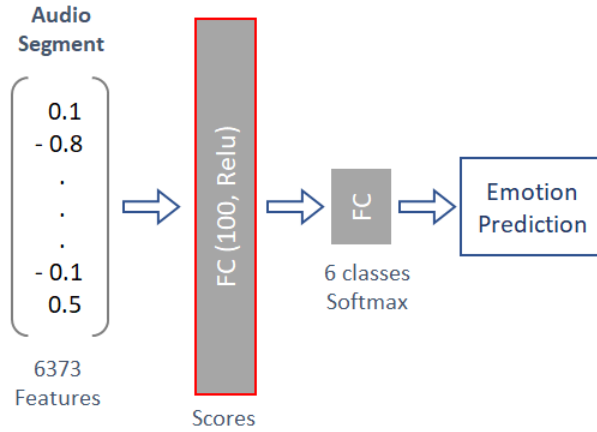 Audio
Segment
0.1
- 0.8
.
.
.
- 0.1
0.5
6373
Features
FC (100, Relu)
Scores
FC
6 classes
Softmax
Emotion
Prediction